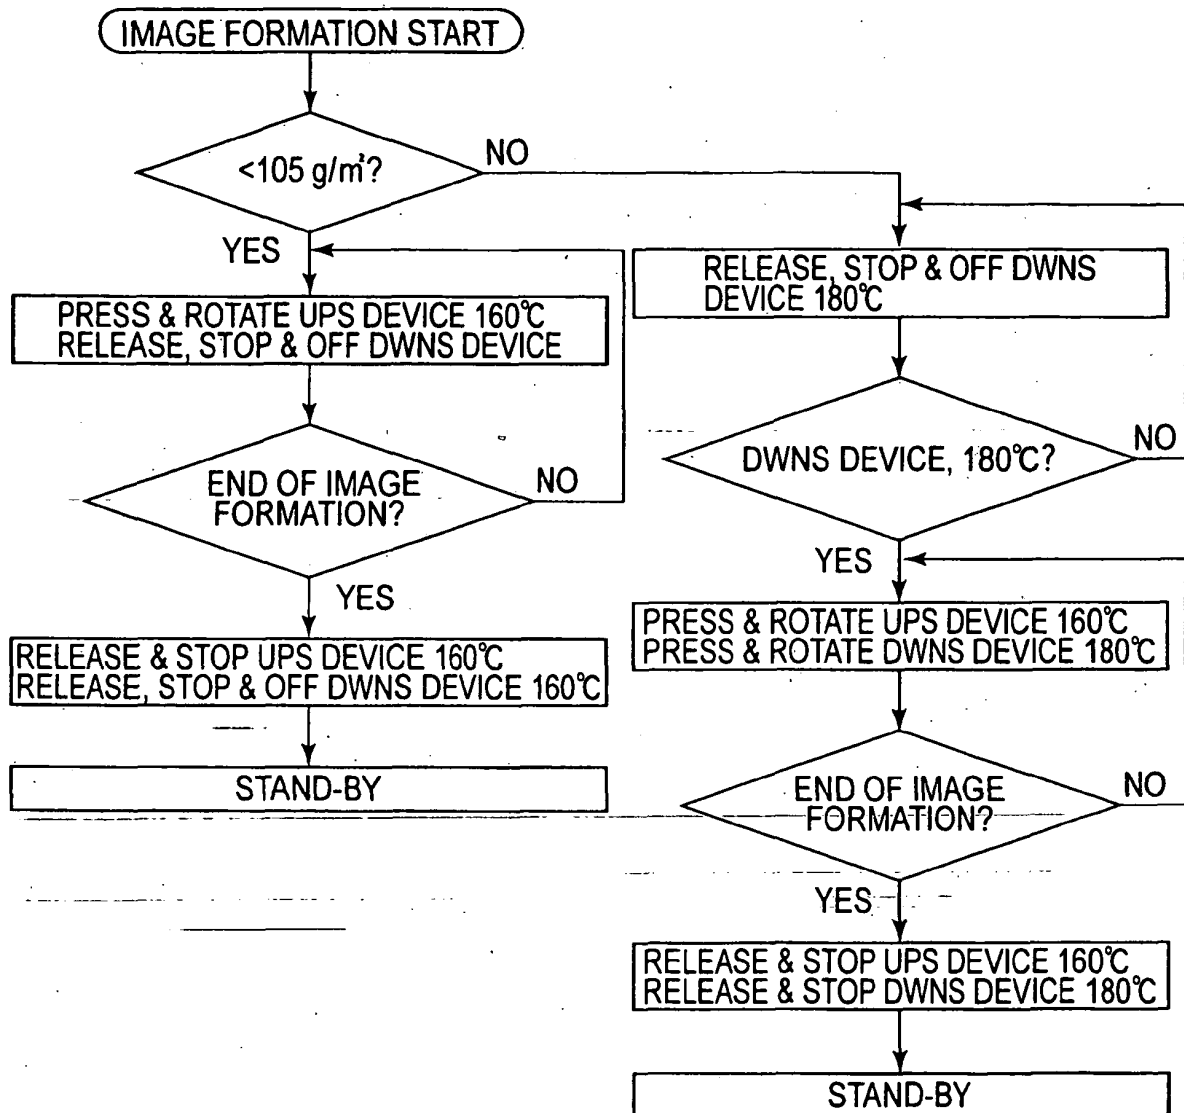 IMAGE FORMATION START
<105 g/m²?
NO
YES
PRESS & ROTATE UPS DEVICE 160℃
RELEASE, STOP & OFF DWNS DEVICE
END OF IMAGE
FORMATION?
NO
YES
RELEASE & STOP UPS DEVICE 160℃
RELEASE, STOP & OFF DWNS DEVICE 160℃
STAND-BY
RELEASE, STOP & OFF DWNS
DEVICE 180℃
DWNS DEVICE, 180℃?
NO
YES
PRESS & ROTATE UPS DEVICE 160℃
PRESS & ROTATE DWNS DEVICE 180℃
END OF IMAGE
FORMATION?
NO
YES
RELEASE & STOP UPS DEVICE 160℃
RELEASE & STOP DWNS DEVICE 180℃
STAND-BY